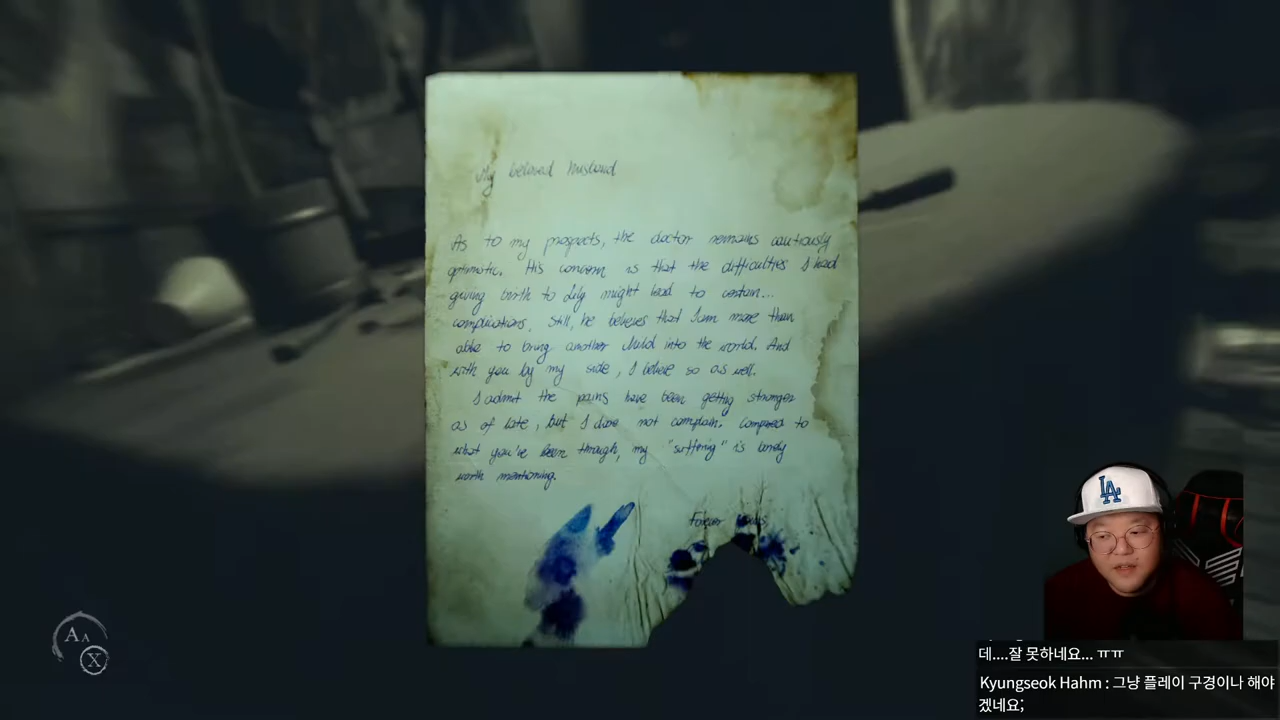 My beloved husband
As to my prospects, the doctor remains cautiously
optimistic. His concern is that the difficulties I had
giving birth to Lily might lead to certain...
complications. Still, he believes that I am more than
able to bring another child into the world. And
with you by my side, I believe so as well.
I admit the pains have been getting stronger
as of late, but I dare not complain. Compared to
what you've been through, my "suffering" is barely
worth mentioning.
Forever yours,
AA
X
LA
데....잘 못하네요... ㅠㅠ
Kyungseok Hahm : 그냥 플레이 구경이나 해야
겠네요;